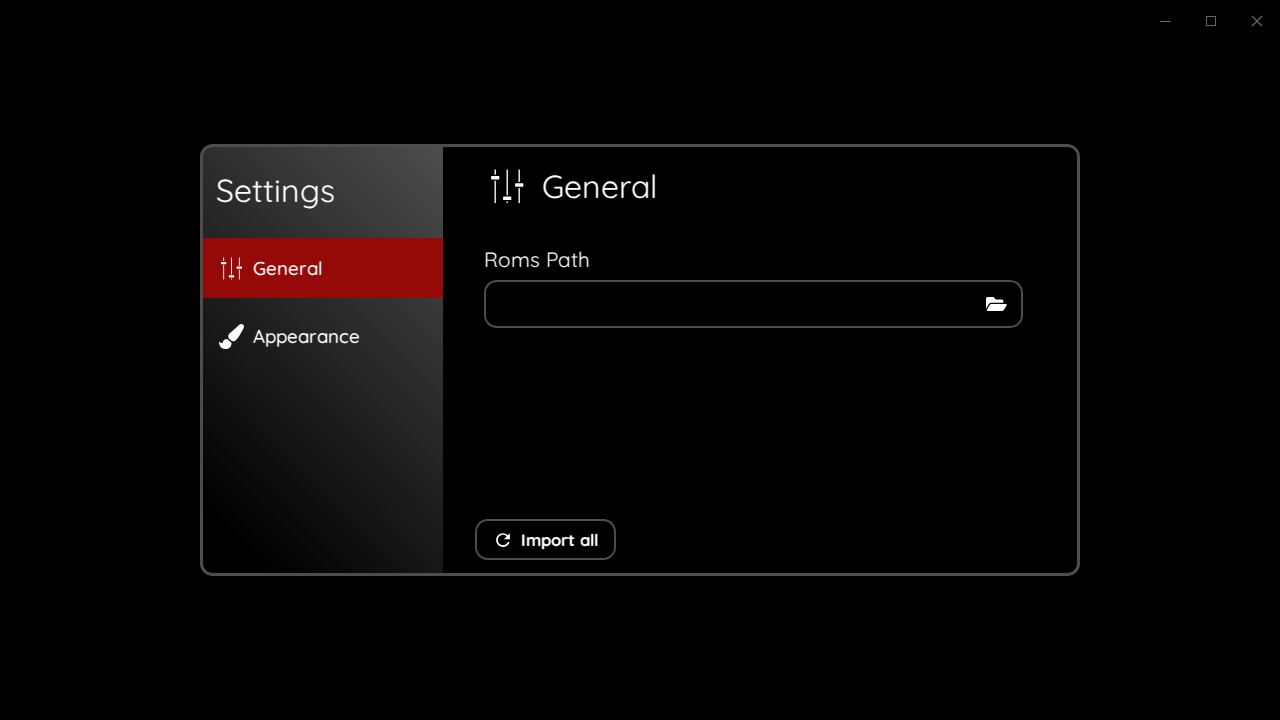 Settings
General
Appearance
General
Roms Path
Import all